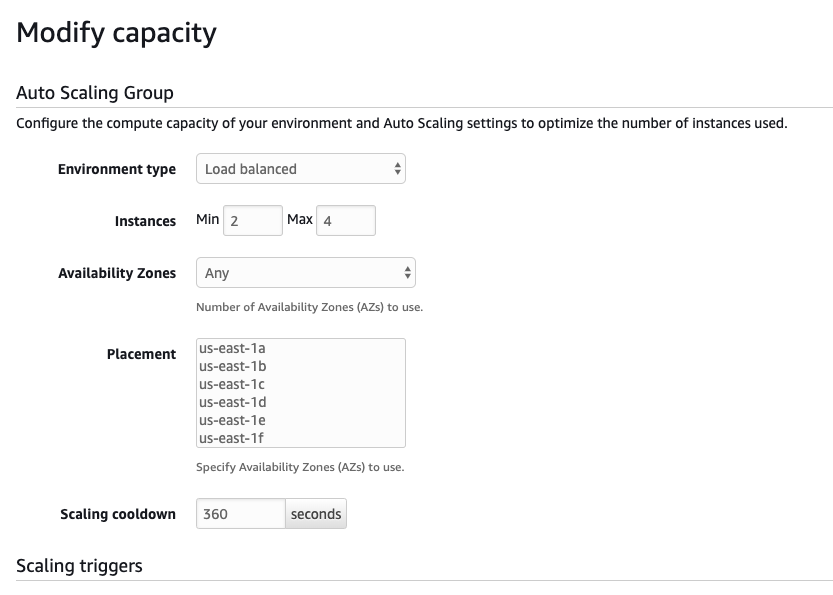 Modify capacity
Auto Scaling Group
Configure the compute capacity of your environment and Auto Scaling settings to optimize the number of instances used.
Environment type Load balanced
Instances Min 2 Max 4
Availability Zones Any
Number of Availability Zones (AZs) to use.
Placement us-east-1a
us-east-1b
us-east-1c
us-east-1d
us-east-1e
us-east-1f
Specify Availability Zones (AZs) to use.
Scaling cooldown 360 seconds
Scaling triggers